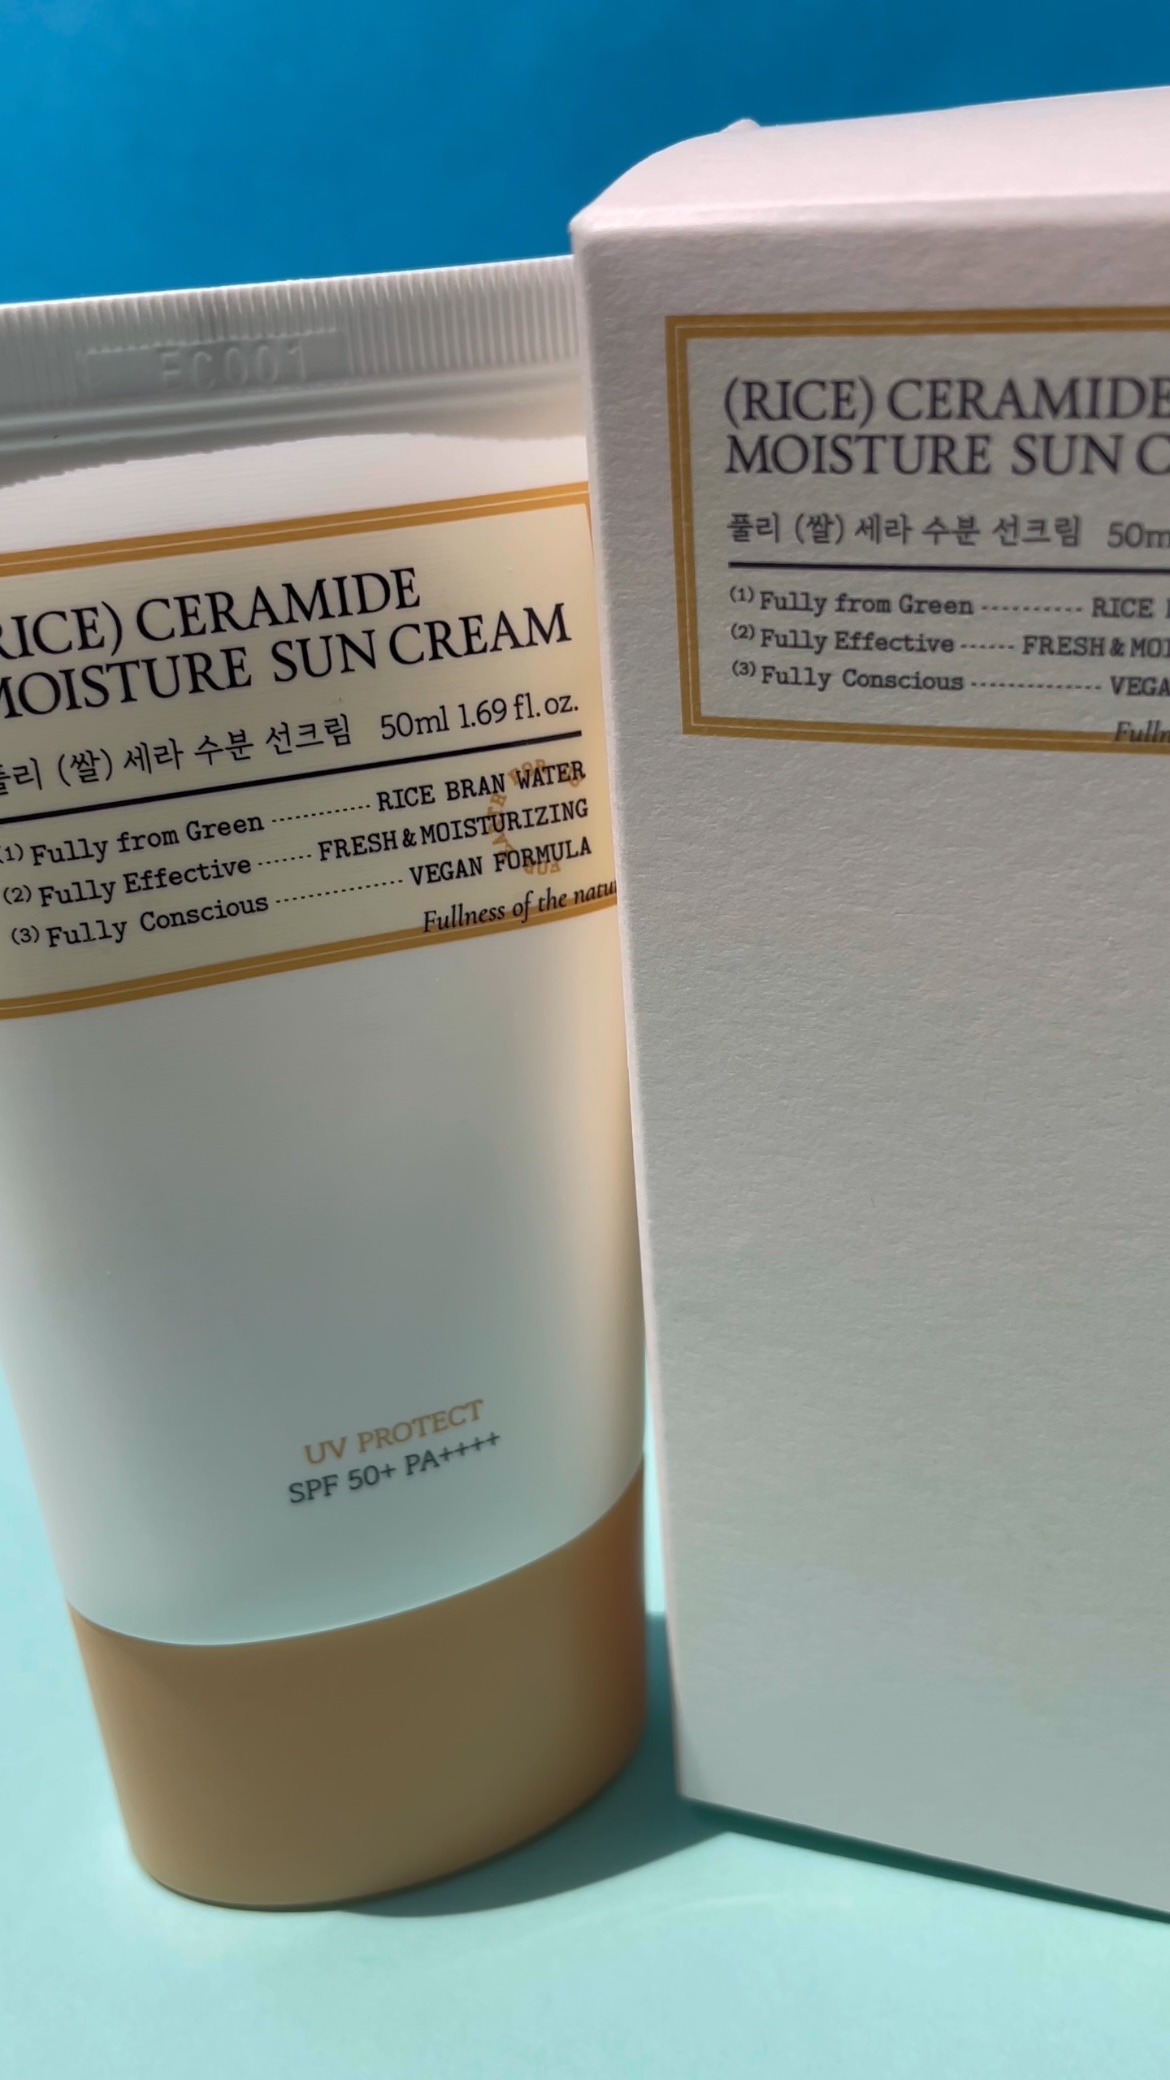 EC001
RICE) CERAMIDE
MOISTURE SUN CREAM
풀리 (쌀) 세라 수분 선크림 50ml 1.69 fl.oz.
(1) Fully from Green ............ RICE BRAN WATER
(2) Fully Effective ....... FRESH & MOISTURIZING
(3) Fully Conscious .............. VEGAN FORMULA
Fullness of the natu
UV PROTECT
SPF 50+ PA++++
(RICE) CERAMIDE
MOISTURE SUN C
풀리 (쌀) 세라 수분 선크림 50m
(1) Fully from Green ---------- RICE
(2) Fully Effective ------ FRESH & MOI
(3) Fully Conscious -------------- VEGA
Fulln